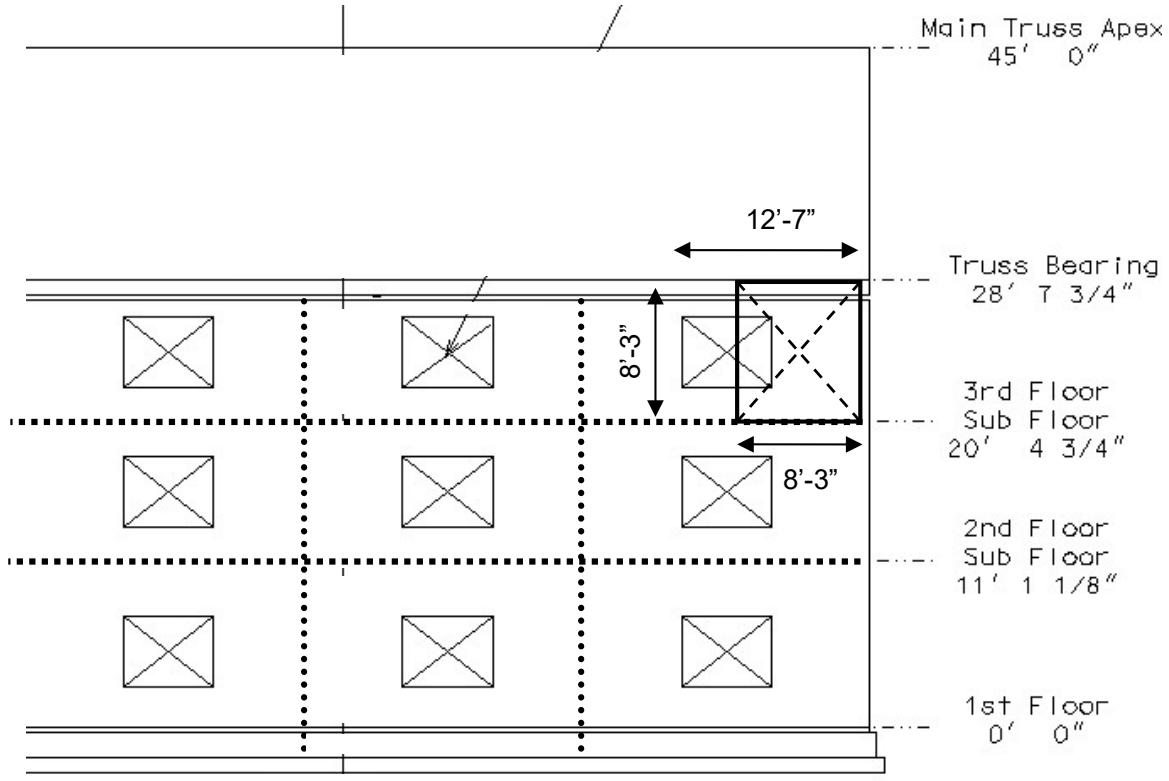 Main Truss Apex
45' 0"
12'-7"
Truss Bearing
28' 7 3/4"
8'-3"
3rd Floor
Sub Floor
20' 4 3/4"
8'-3"
2nd Floor
Sub Floor
11' 1 1/8"
1st Floor
0' 0"